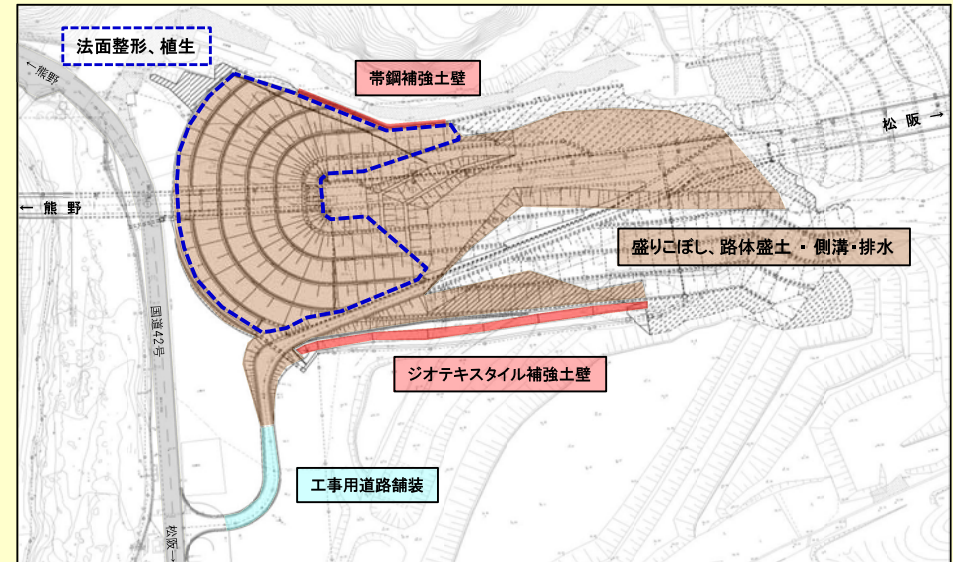 法面整形、植生
←熊野
帯鋼補強土壁
松 阪 →
← 熊 野
盛りこぼし、路体盛土 ・ 側溝・排水
国道42号
ジオテキスタイル補強土壁
工事用道路舗装
松阪→